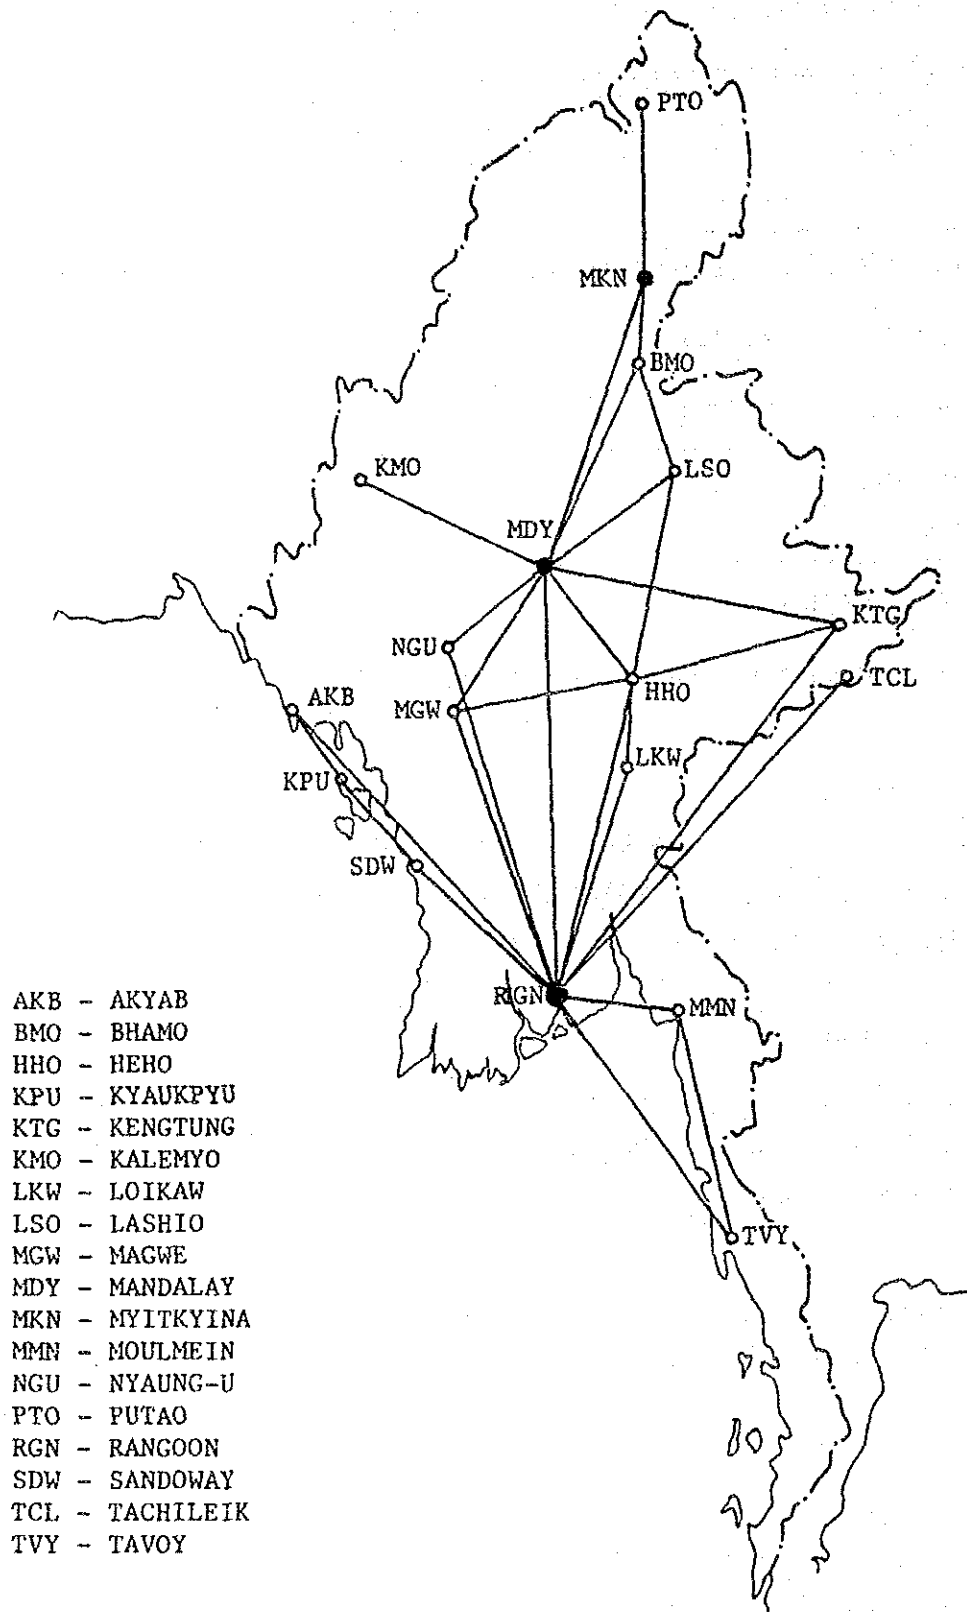 PTO
MKN
BMO
KMO
LSO
MDY
KTG
NGU
TCL
HHO
AKB
MGW
LKW
KPU
SDW
RGN
MMN
TVY
AKB - AKYAB
BMO - BHAMO
HHO - HEHO
KPU - KYAUKPYU
KTG - KENGTUNG
KMO - KALEMYO
LKW - LOIKAW
LSO - LASHIO
MGW - MAGWE
MDY - MANDALAY
MKN - MYITKYINA
MMN - MOULMEIN
NGU - NYAUNG-U
PTO - PUTAO
RGN - RANGOON
SDW - SANDOWAY
TCL - TACHILEIK
TVY - TAVOY